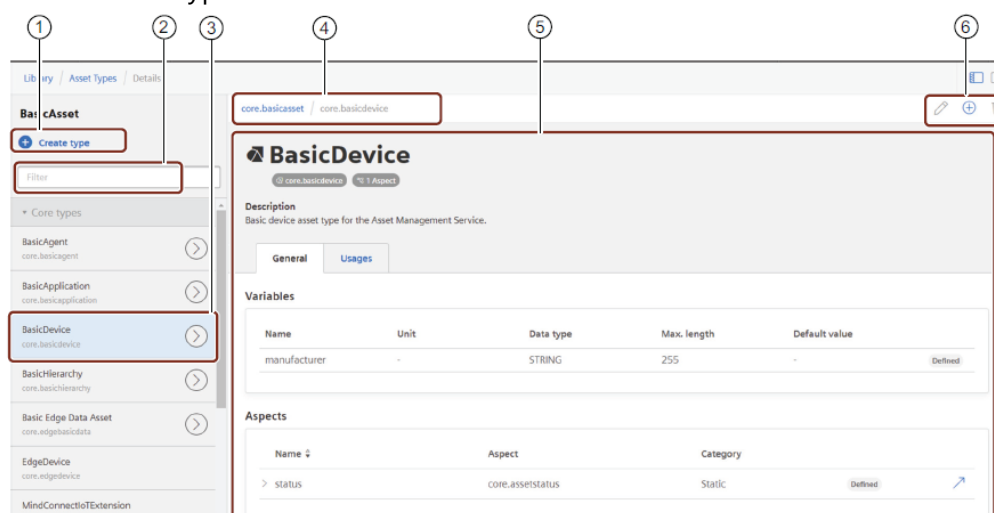 1 2 3 4 5 6
Library / Asset Types / Details
BasicAsset
Create type
Filter
Core types
BasicAgent
core.basicagent
BasicApplication
core.basicapplication
BasicDevice
core.basicdevice
BasicHierarchy
core.basichierarchy
Basic Edge Data Asset
core.edgebasicdata
EdgeDevice
core.edgedevice
MindConnectIoTExtension
core.basicasset / core.basicdevice
BasicDevice
core.basicdevice 1 Aspect
Description
Basic device asset type for the Asset Management Service.
General Usages
Variables
Name Unit Data type Max. length Default value
manufacturer - STRING 255 - Defined
Aspects
Name Aspect Category
status core.assetstatus Static Defined